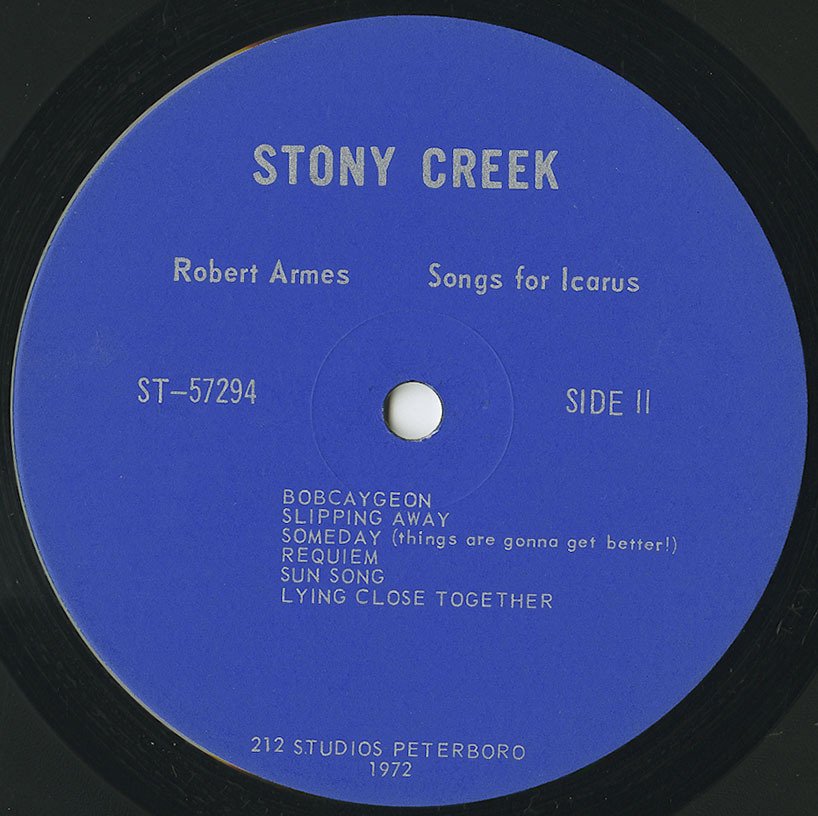 STONY CREEK
Robert Armes Songs for Icarus
ST-57294 SIDE II
BOBCAYGEON
SLIPPING AWAY
SOMEDAY (things are gonna get better!)
REQUIEM
SUN SONG
LYING CLOSE TOGETHER
212 STUDIOS PETERBORO
1972